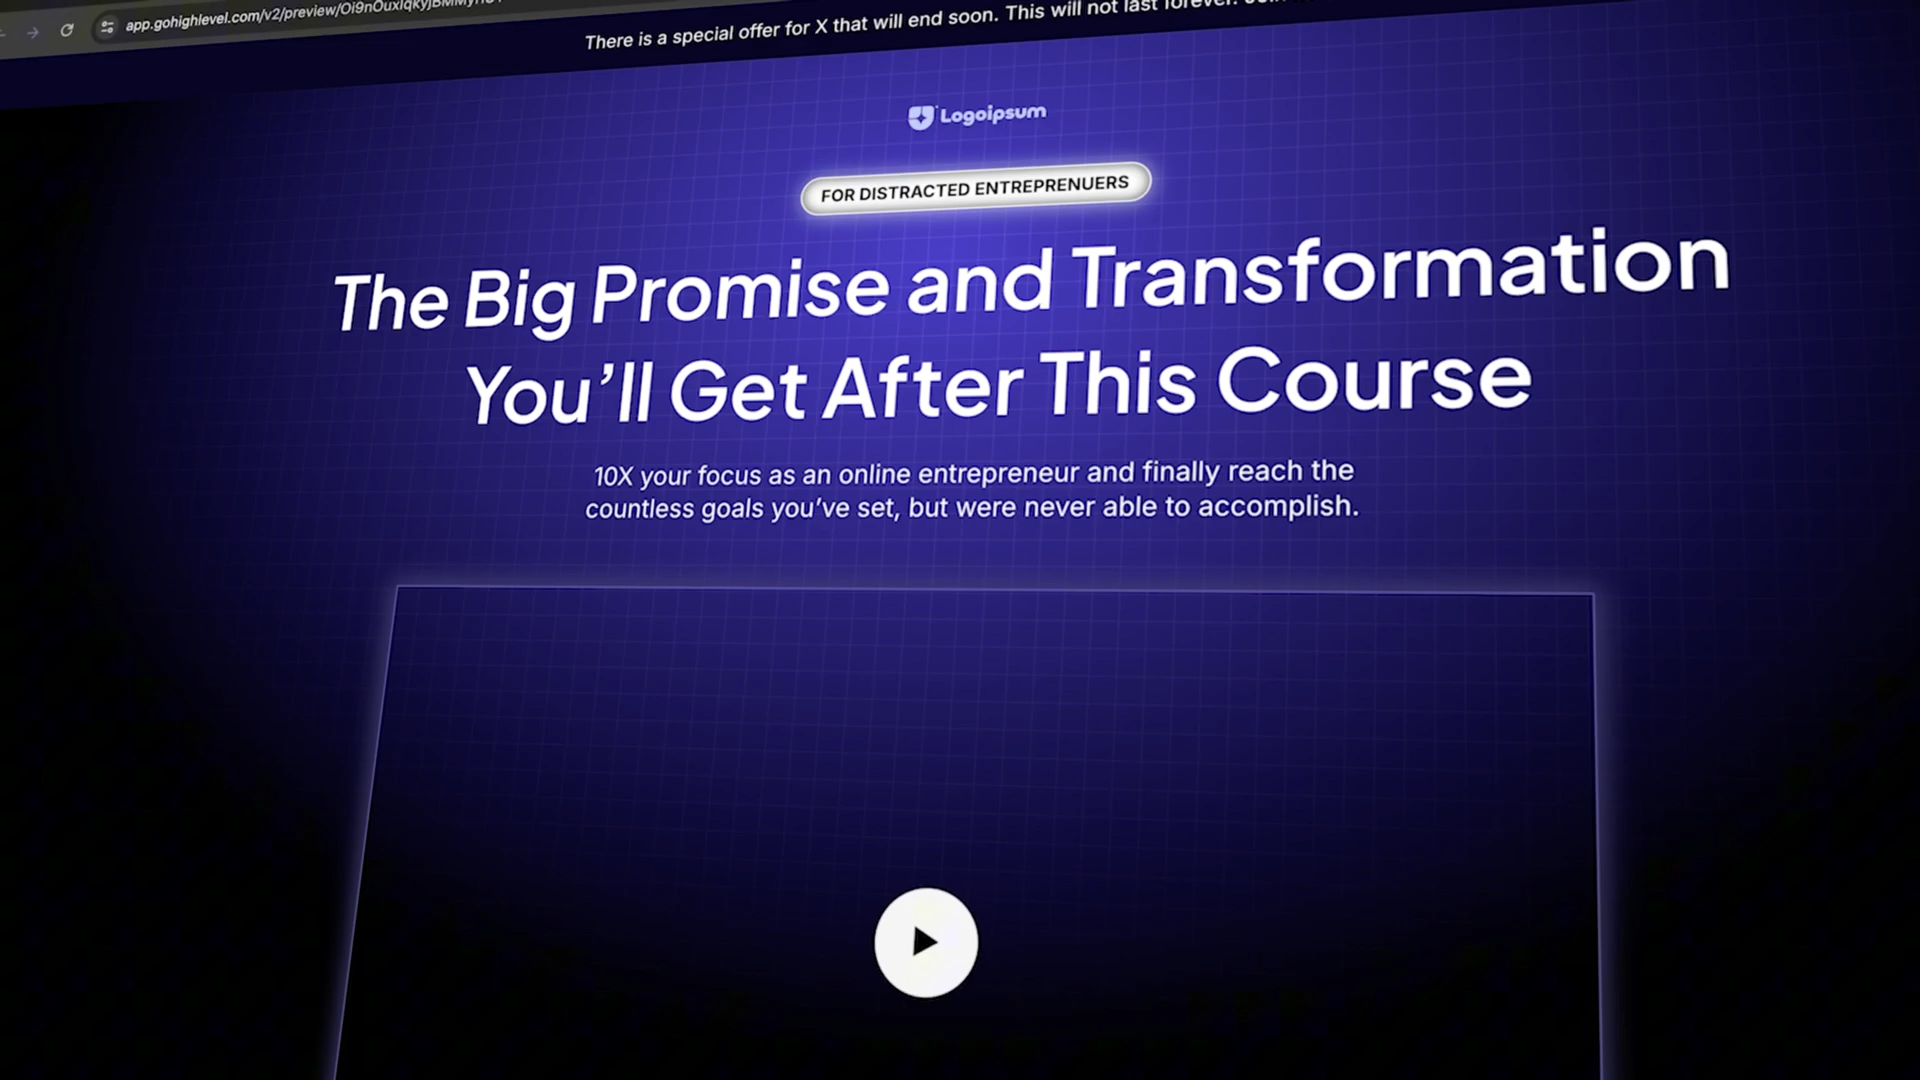 app.gohighlevel.com/v2/preview/
There is a special offer for X that will end soon. This will not last forever.
Logoipsum
FOR DISTRACTED ENTREPRENUERS
The Big Promise and Transformation
You’ll Get After This Course
10X your focus as an online entrepreneur and finally reach the
countless goals you’ve set, but were never able to accomplish.